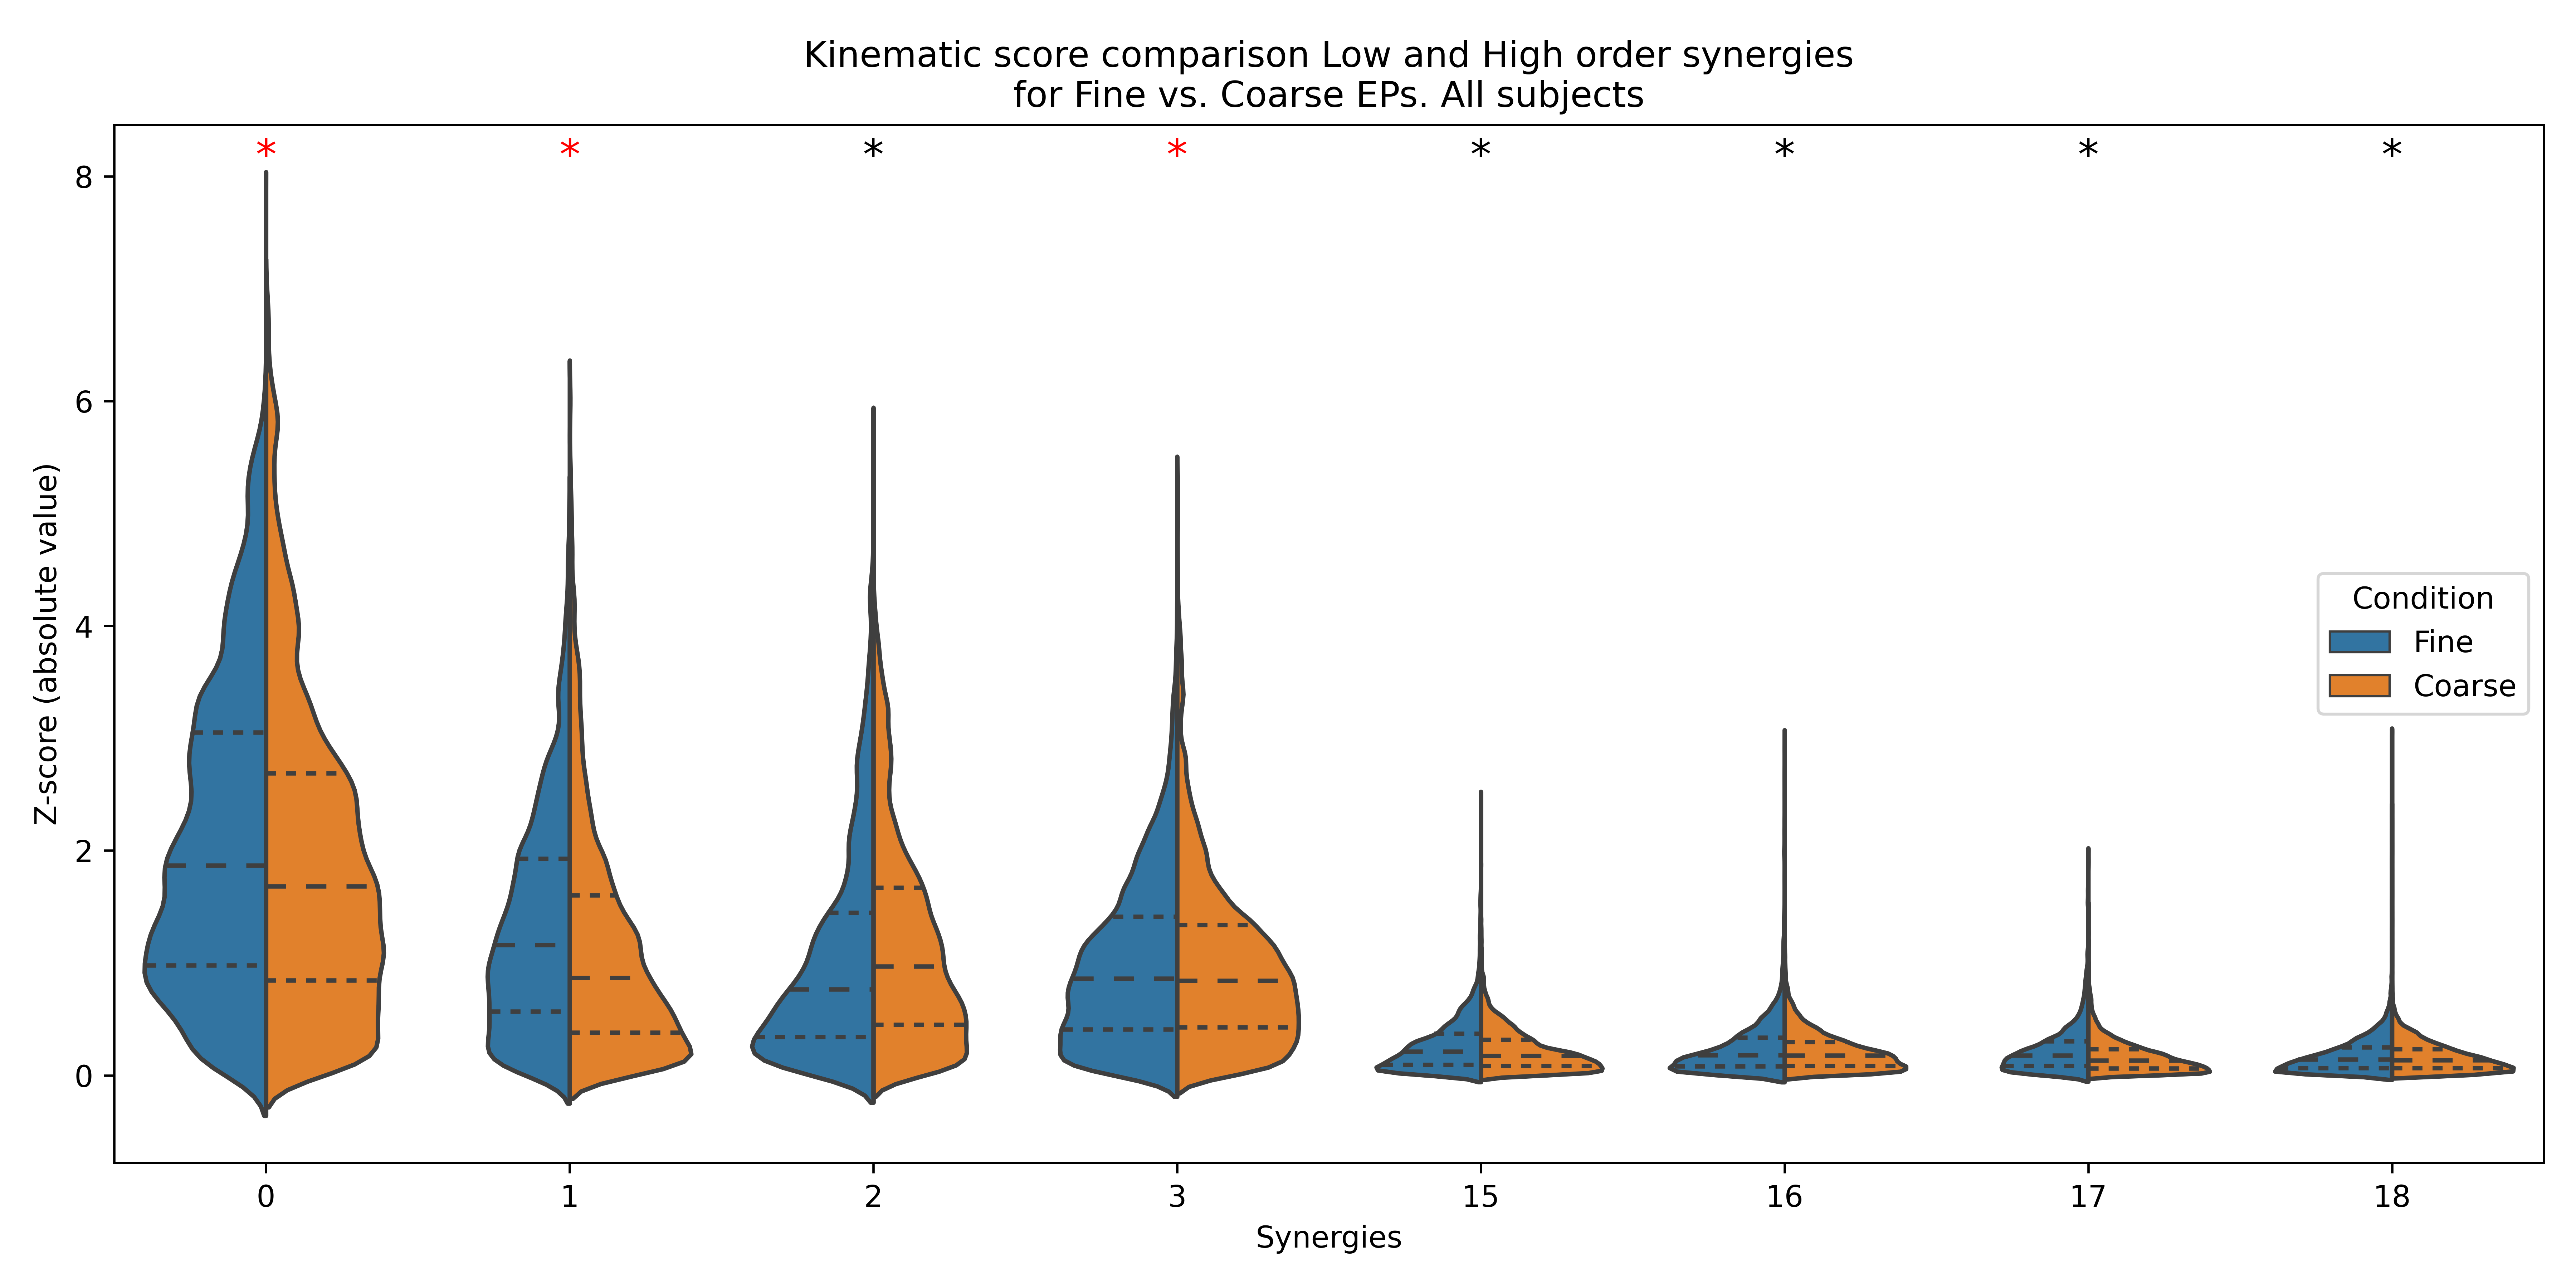 Kinematic score comparison Low and High order synergies
for Fine vs. Coarse EPs. All subjects
* * * * * * * *
8
6
4
2
0
Z-score (absolute value)
Condition
Fine
Coarse
0 1 2 3 15 16 17 18
Synergies